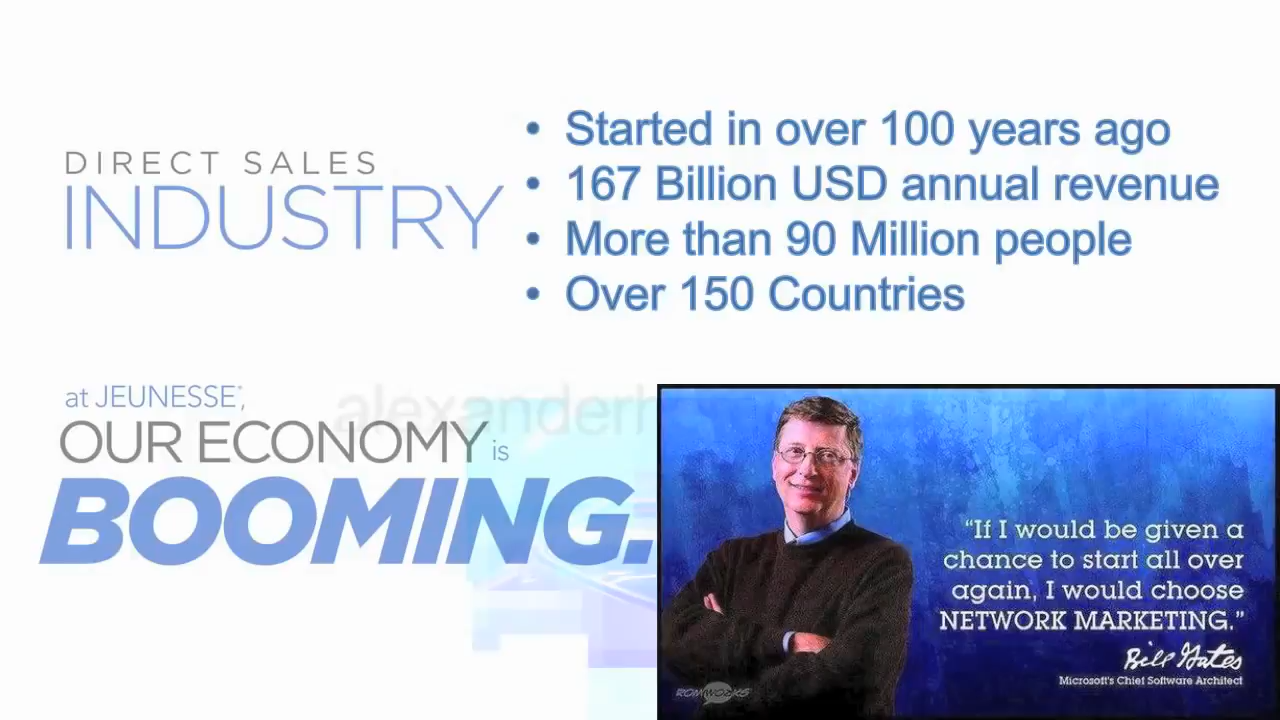 DIRECT SALES
INDUSTRY
• Started in over 100 years ago
• 167 Billion USD annual revenue
• More than 90 Million people
• Over 150 Countries
at JEUNESSE®,
OUR ECONOMY is
BOOMING.
alexanderh
“If I would be given a
chance to start all over
again, I would choose
NETWORK MARKETING.”
Bill Gates
Microsoft's Chief Software Architect
ROMWORKS